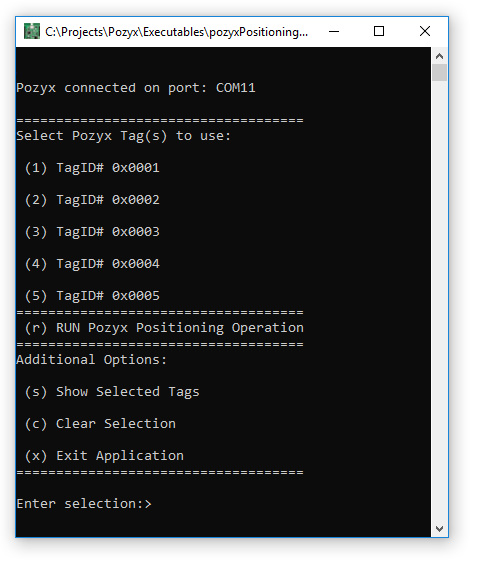 C:\Projects\Pozyx\Executables\pozyxPositioning...
Pozyx connected on port: COM11
====================================
Select Pozyx Tag(s) to use:
(1) TagID# 0x0001
(2) TagID# 0x0002
(3) TagID# 0x0003
(4) TagID# 0x0004
(5) TagID# 0x0005
====================================
(r) RUN Pozyx Positioning Operation
====================================
Additional Options:
(s) Show Selected Tags
(c) Clear Selection
(x) Exit Application
====================================
Enter selection:>